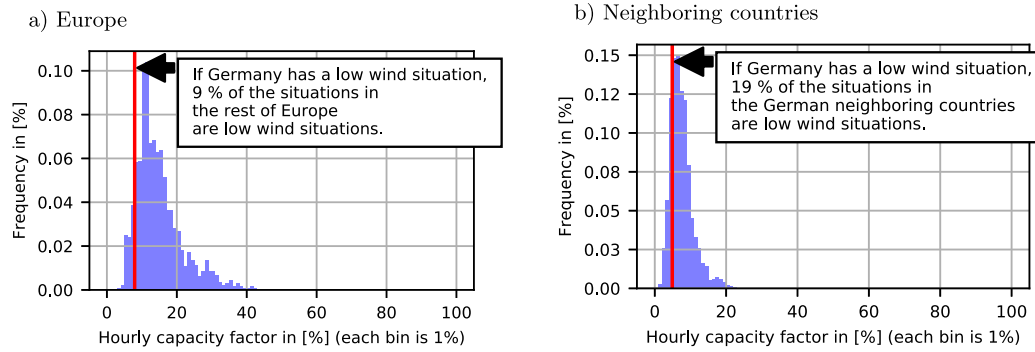 a) Europe
Frequency in [%]
0.10
0.08
0.06
0.04
0.02
0.00
If Germany has a low wind situation,
9 % of the situations in
the rest of Europe
are low wind situations.
0 20 40 60 80 100
Hourly capacity factor in [%] (each bin is 1%)
b) Neighboring countries
Frequency in [%]
0.15
0.12
0.10
0.07
0.05
0.03
0.00
If Germany has a low wind situation,
19 % of the situations in
the German neighboring countries
are low wind situations.
0 20 40 60 80 100
Hourly capacity factor in [%] (each bin is 1%)